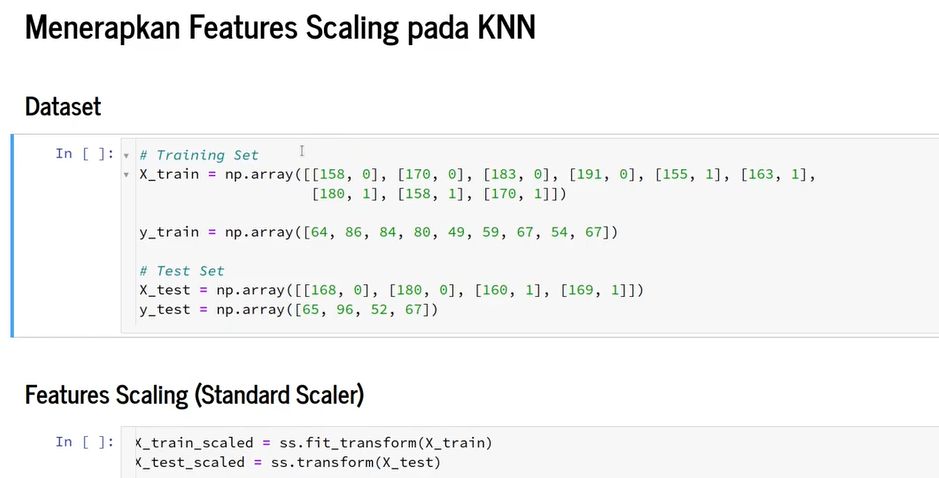 Menerapkan Features Scaling pada KNN
Dataset
In [ ]:
# Training Set
X_train = np.array([[158, 0], [170, 0], [183, 0], [191, 0], [155, 1], [163, 1],
[180, 1], [158, 1], [170, 1]])
y_train = np.array([64, 86, 84, 80, 49, 59, 67, 54, 67])
# Test Set
X_test = np.array([[168, 0], [180, 0], [160, 1], [169, 1]])
y_test = np.array([65, 96, 52, 67])
Features Scaling (Standard Scaler)
In [ ]:
X_train_scaled = ss.fit_transform(X_train)
X_test_scaled = ss.transform(X_test)